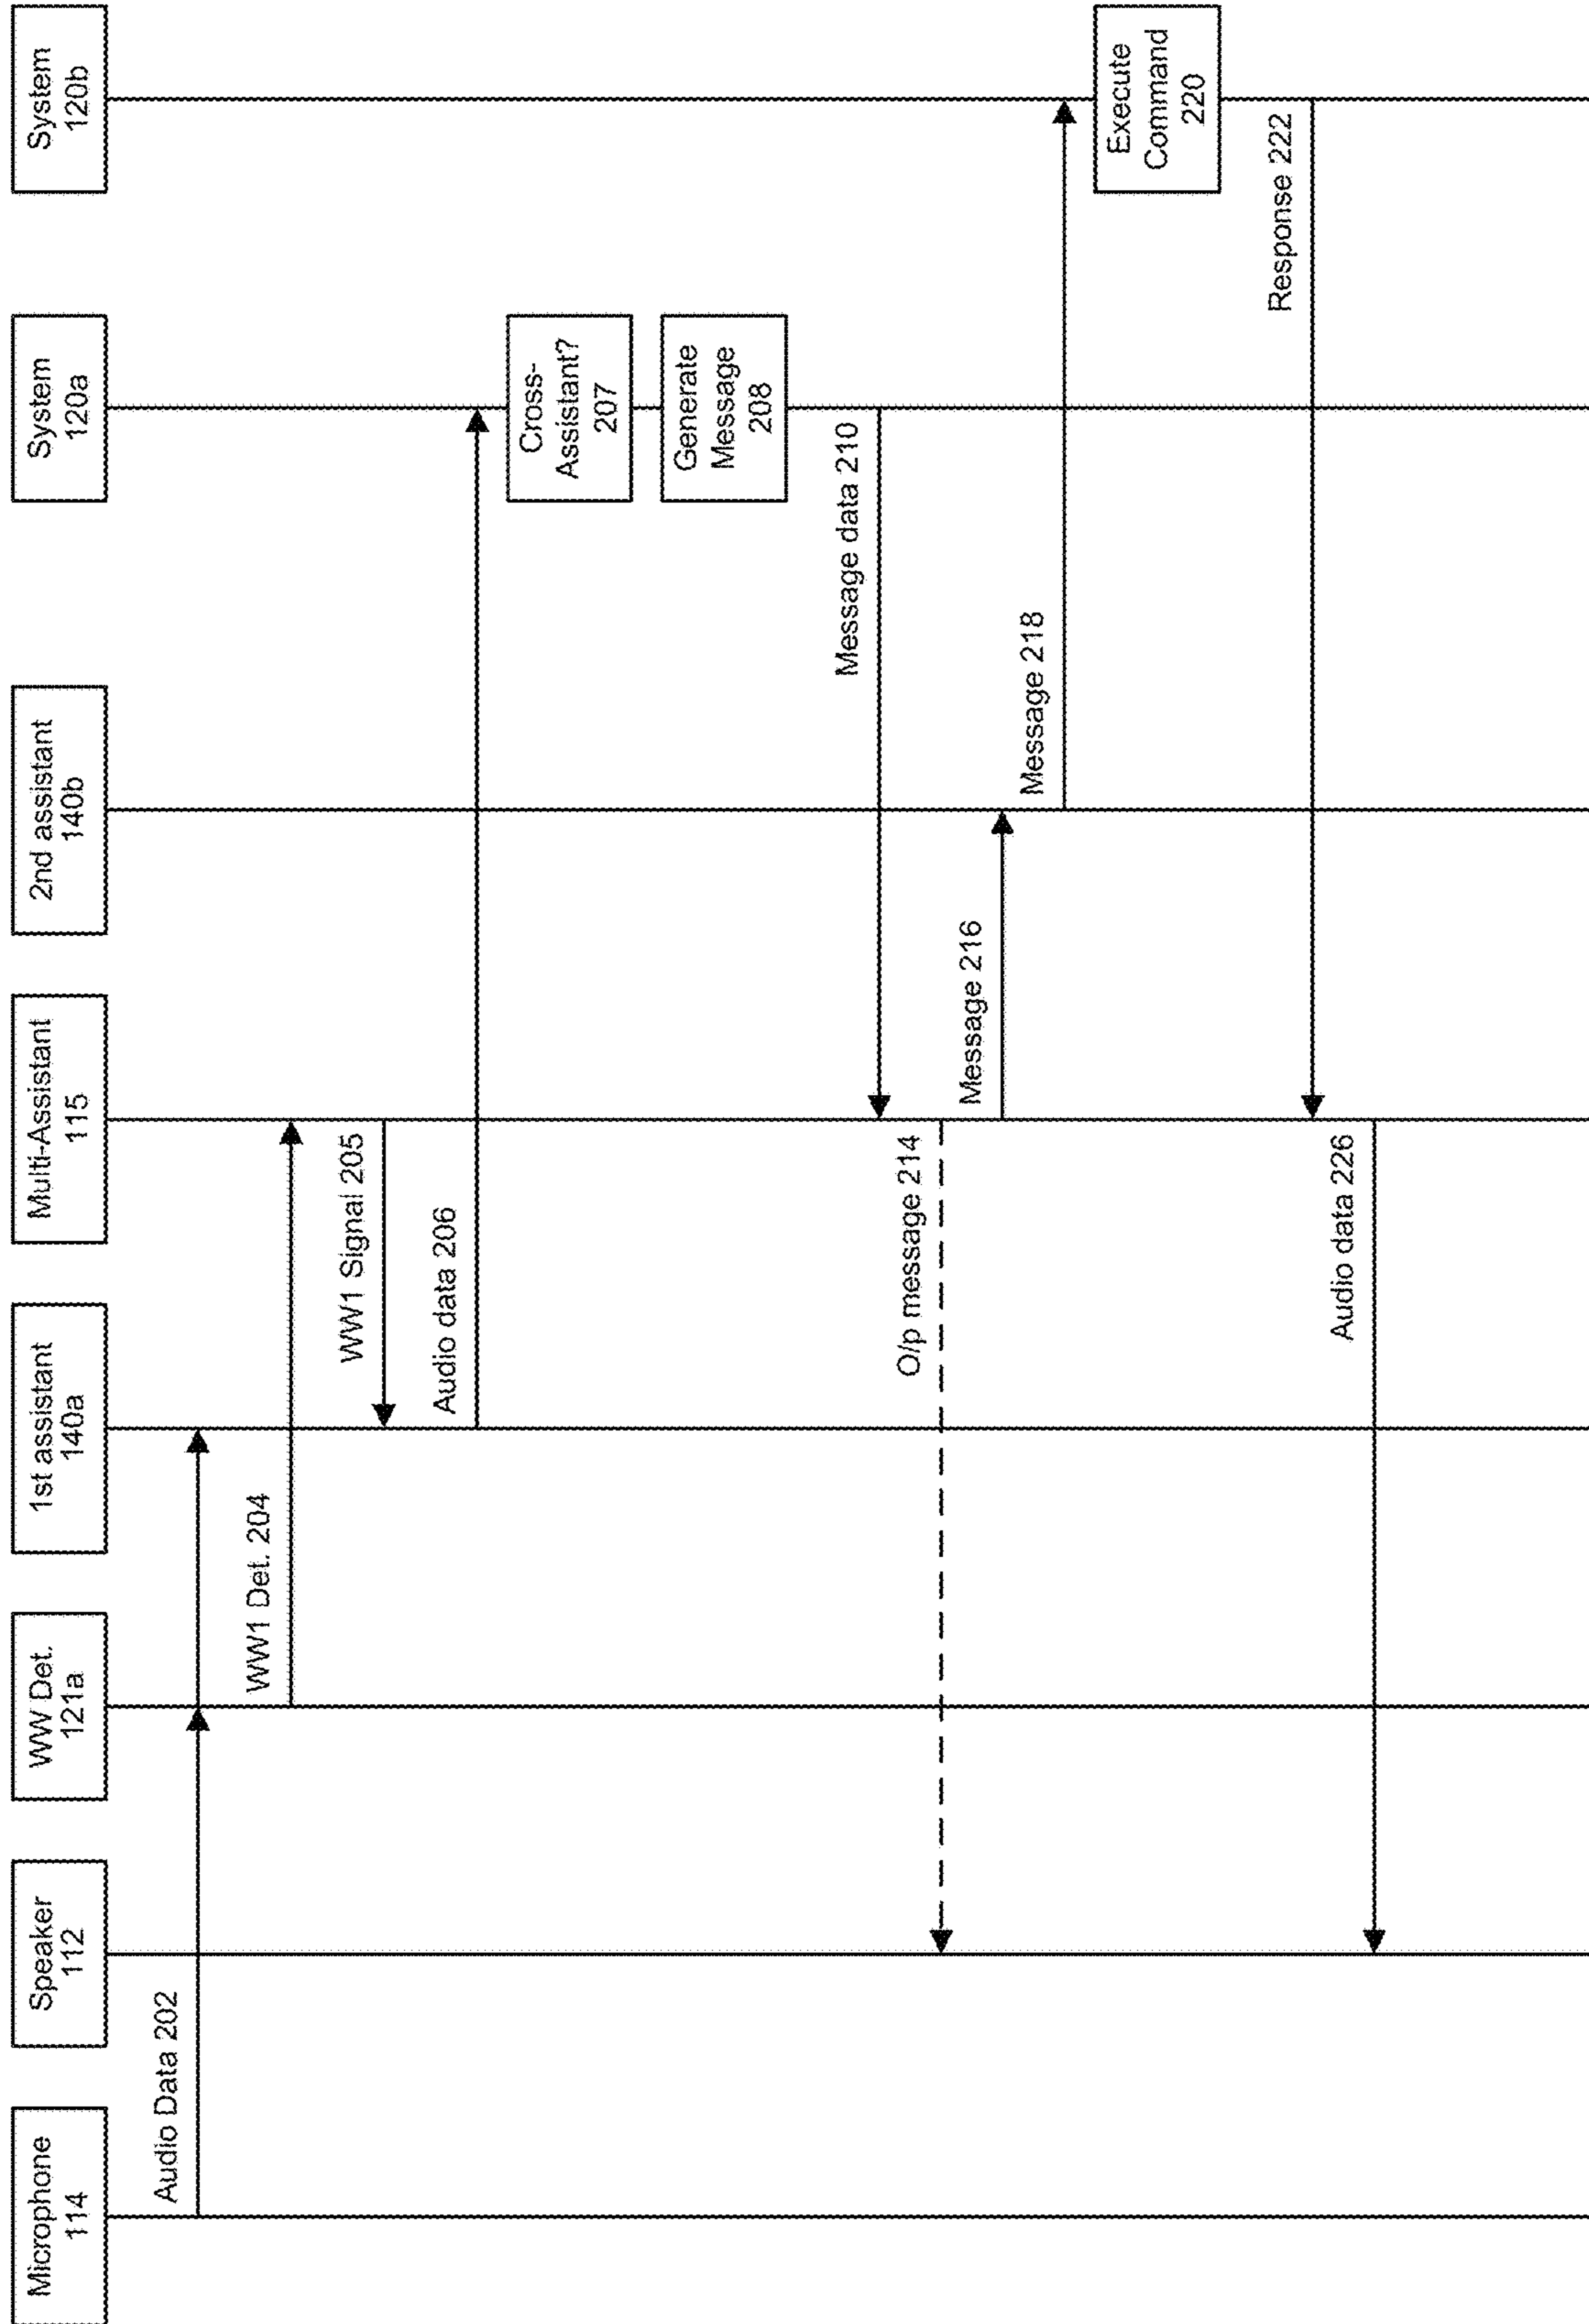 Microphone
114
Speaker
112
WW Det.
121a
1st assistant
140a
Multi-Assistant
115
2nd assistant
140b
System
120a
System
120b
Audio Data 202
WW1 Det. 204
WW1 Signal 205
Audio data 206
Cross-
Assistant?
207
Generate
Message
208
Message data 210
O/p message 214
Message 216
Message 218
Execute
Command
220
Response 222
Audio data 226